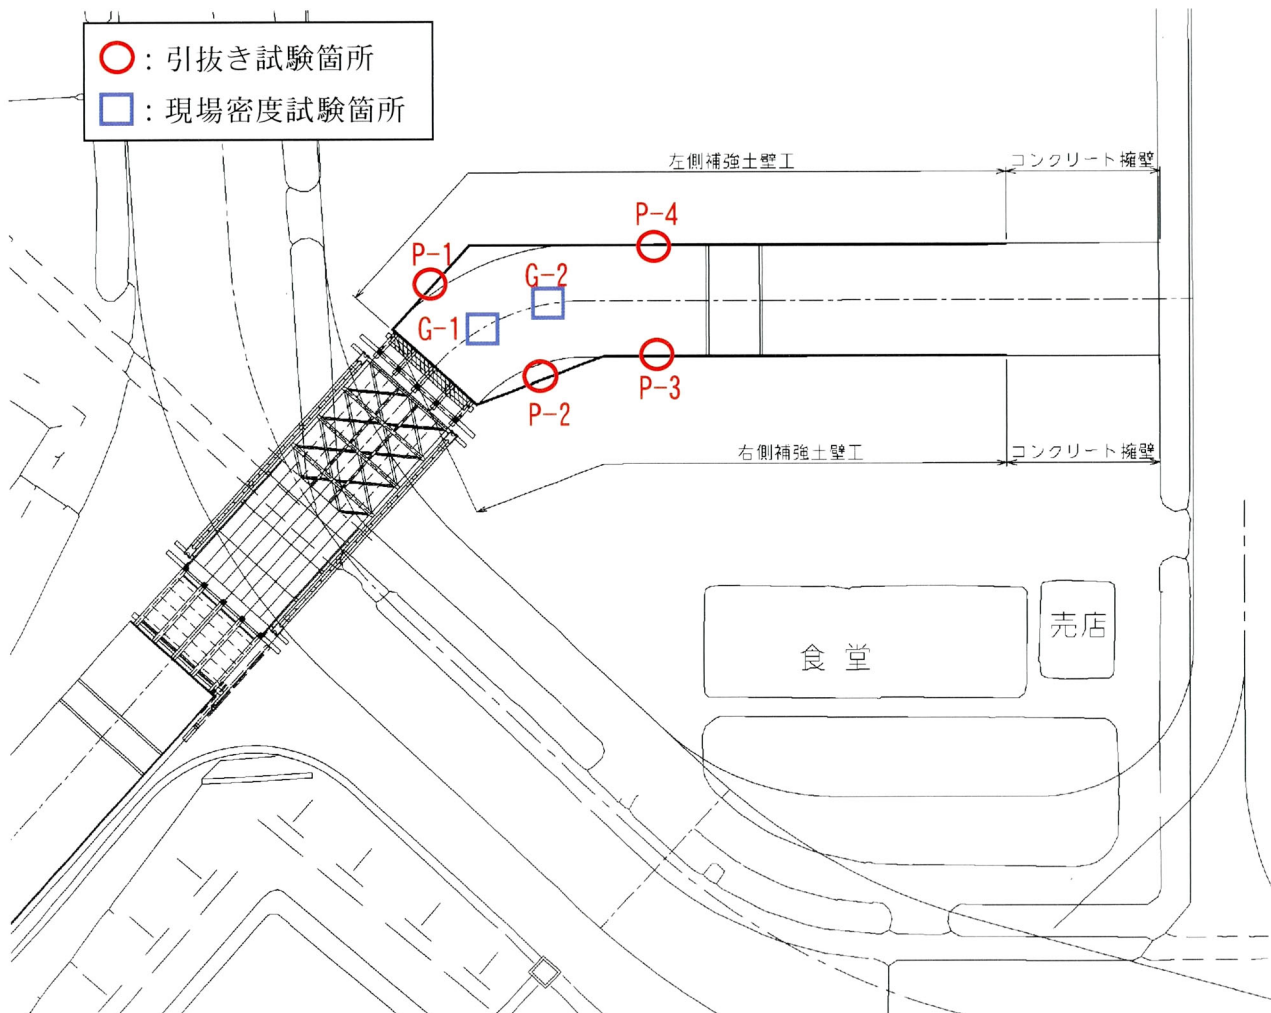 ○：引抜き試験箇所
□：現場密度試験箇所
左側補強土壁工
コンクリート擁壁
P-4
P-1
G-2
G-1
P-3
P-2
右側補強土壁工
コンクリート擁壁
食堂
売店